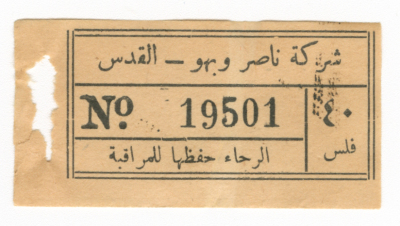 شركة ناصر وبهو – القدس
No 19501
٤٠
فلس
الرجاء حفظها للمراقبة